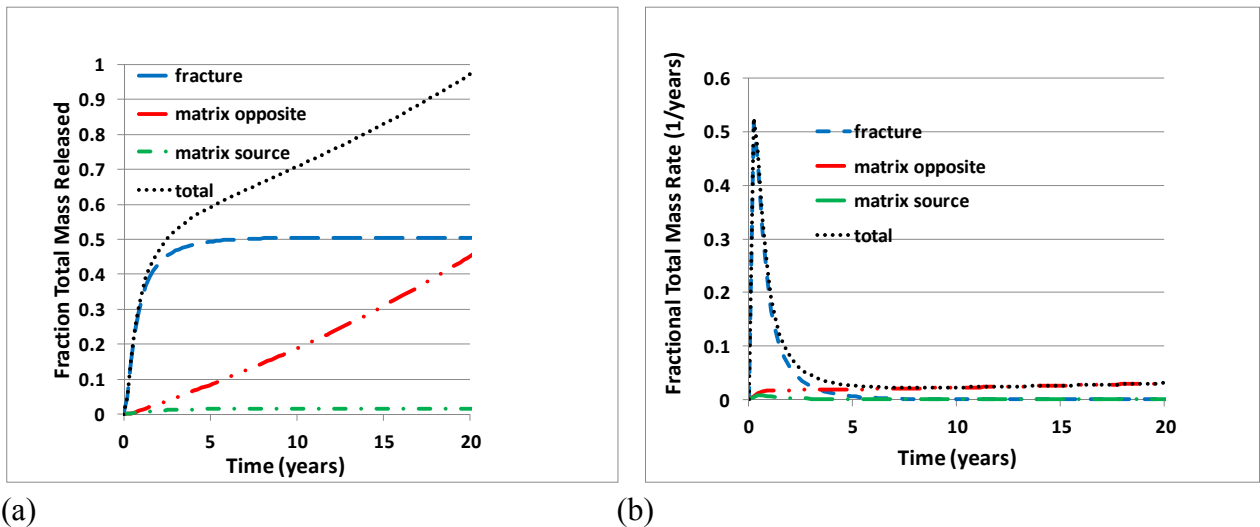 Fraction Total Mass Released
1
0.9
0.8
0.7
0.6
0.5
0.4
0.3
0.2
0.1
0
fracture
matrix opposite
matrix source
total
0 5 10 15 20
Time (years)
(a)
Fractional Total Mass Rate (1/years)
0.6
0.5
0.4
0.3
0.2
0.1
0
fracture
matrix opposite
matrix source
total
0 5 10 15 20
Time (years)
(b)